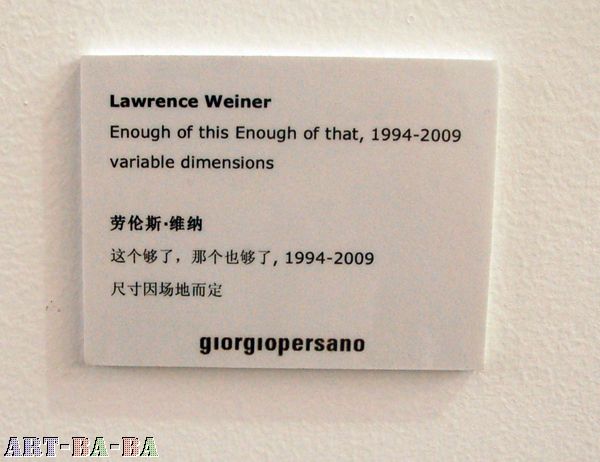 Lawrence Weiner
Enough of this Enough of that, 1994-2009
variable dimensions
劳伦斯·维纳
这个够了，那个也够了, 1994-2009
尺寸因场地而定
giorgiopersano
ART-BA-BA